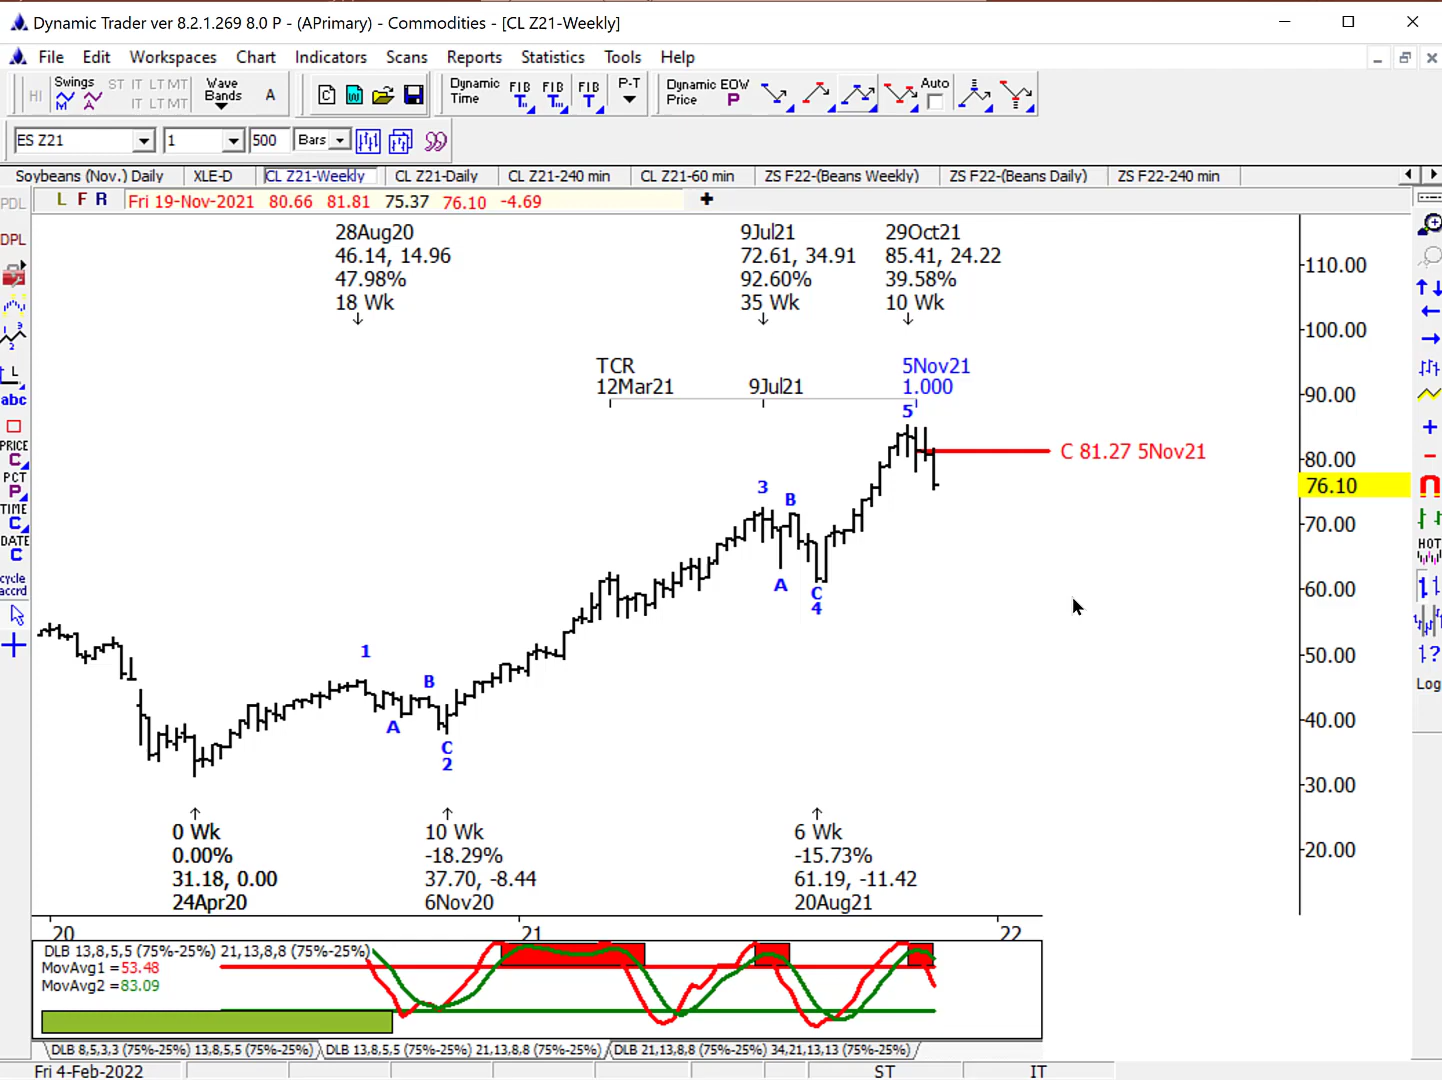 Dynamic Trader ver 8.2.1.269 8.0 P - (APrimary) - Commodities - [CL Z21-Weekly]
File Edit Workspaces Chart Indicators Scans Reports Statistics Tools Help
HI Swings M A ST IT LT MT IT LT MT Wave Bands A C W Dynamic Time FIB T FIB Tm FIB T P-T Dynamic Price EOW P Auto
ES Z21 1 500 Bars
Soybeans (Nov.) Daily XLE-D CL Z21-Weekly CL Z21-Daily CL Z21-240 min CL Z21-60 min ZS F22-(Beans Weekly) ZS F22-(Beans Daily) ZS F22-240 min
PDL L F R Fri 19-Nov-2021 80.66 81.81 75.37 76.10 -4.69
DPL
L
abc
PRICE
C
PCT
P
TIME
C
DATE
C
cycle
accrd
28Aug20
46.14, 14.96
47.98%
18 Wk
9Jul21
72.61, 34.91
92.60%
35 Wk
29Oct21
85.41, 24.22
39.58%
10 Wk
TCR
12Mar21
9Jul21
5Nov21
1.000
5
C 81.27 5Nov21
3
B
A
C
4
1
B
A
C
2
0 Wk
0.00%
31.18, 0.00
24Apr20
10 Wk
-18.29%
37.70, -8.44
6Nov20
6 Wk
-15.73%
61.19, -11.42
20Aug21
110.00
100.00
90.00
80.00
76.10
70.00
60.00
50.00
40.00
30.00
20.00
HOT
Log
20 21 22
DLB 13,8,5,5 (75%-25%) 21,13,8,8 (75%-25%)
MovAvg1 =53.48
MovAvg2 =83.09
DLB 8,5,3,3 (75%-25%) 13,8,5,5 (75%-25%) DLB 13,8,5,5 (75%-25%) 21,13,8,8 (75%-25%) DLB 21,13,8,8 (75%-25%) 34,21,13,13 (75%-25%)
Fri 4-Feb-2022 ST IT